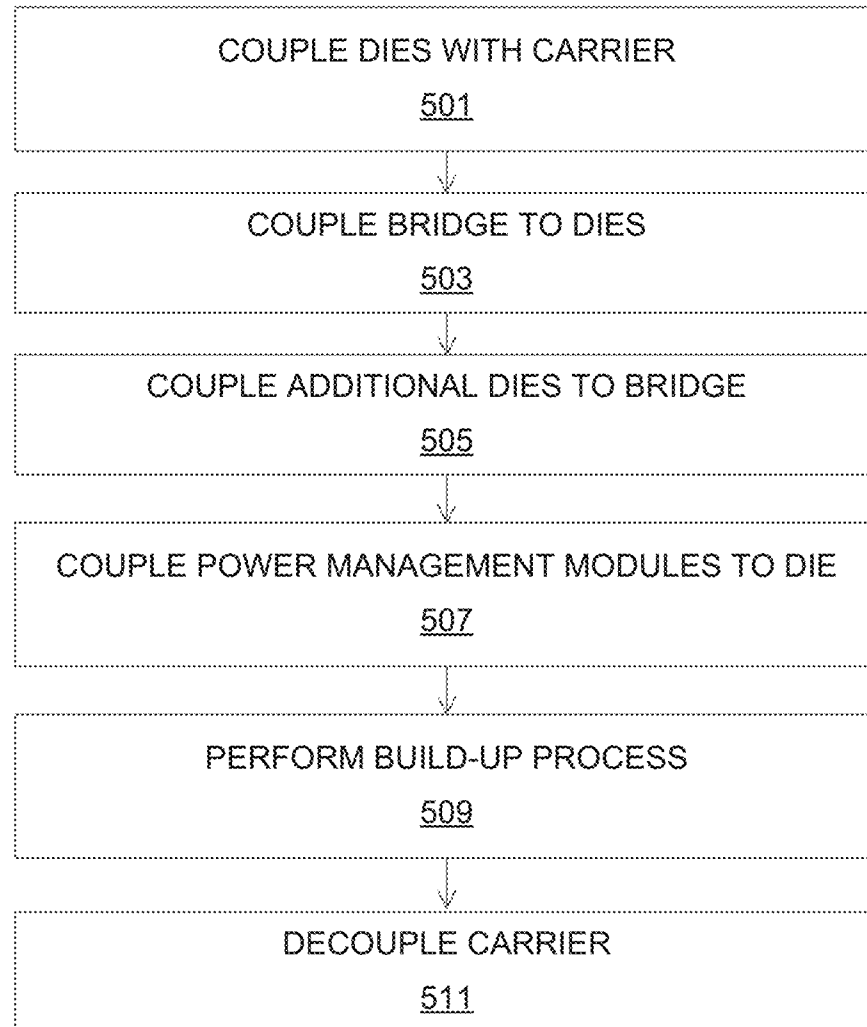 COUPLE DIES WITH CARRIER
501
COUPLE BRIDGE TO DIES
503
COUPLE ADDITIONAL DIES TO BRIDGE
505
COUPLE POWER MANAGEMENT MODULES TO DIE
507
PERFORM BUILD-UP PROCESS
509
DECOUPLE CARRIER
511